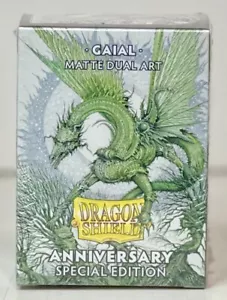 · GAIAL ·
MATTE DUAL ART
DRAGON
SHIELD
ANNIVERSARY
SPECIAL EDITION